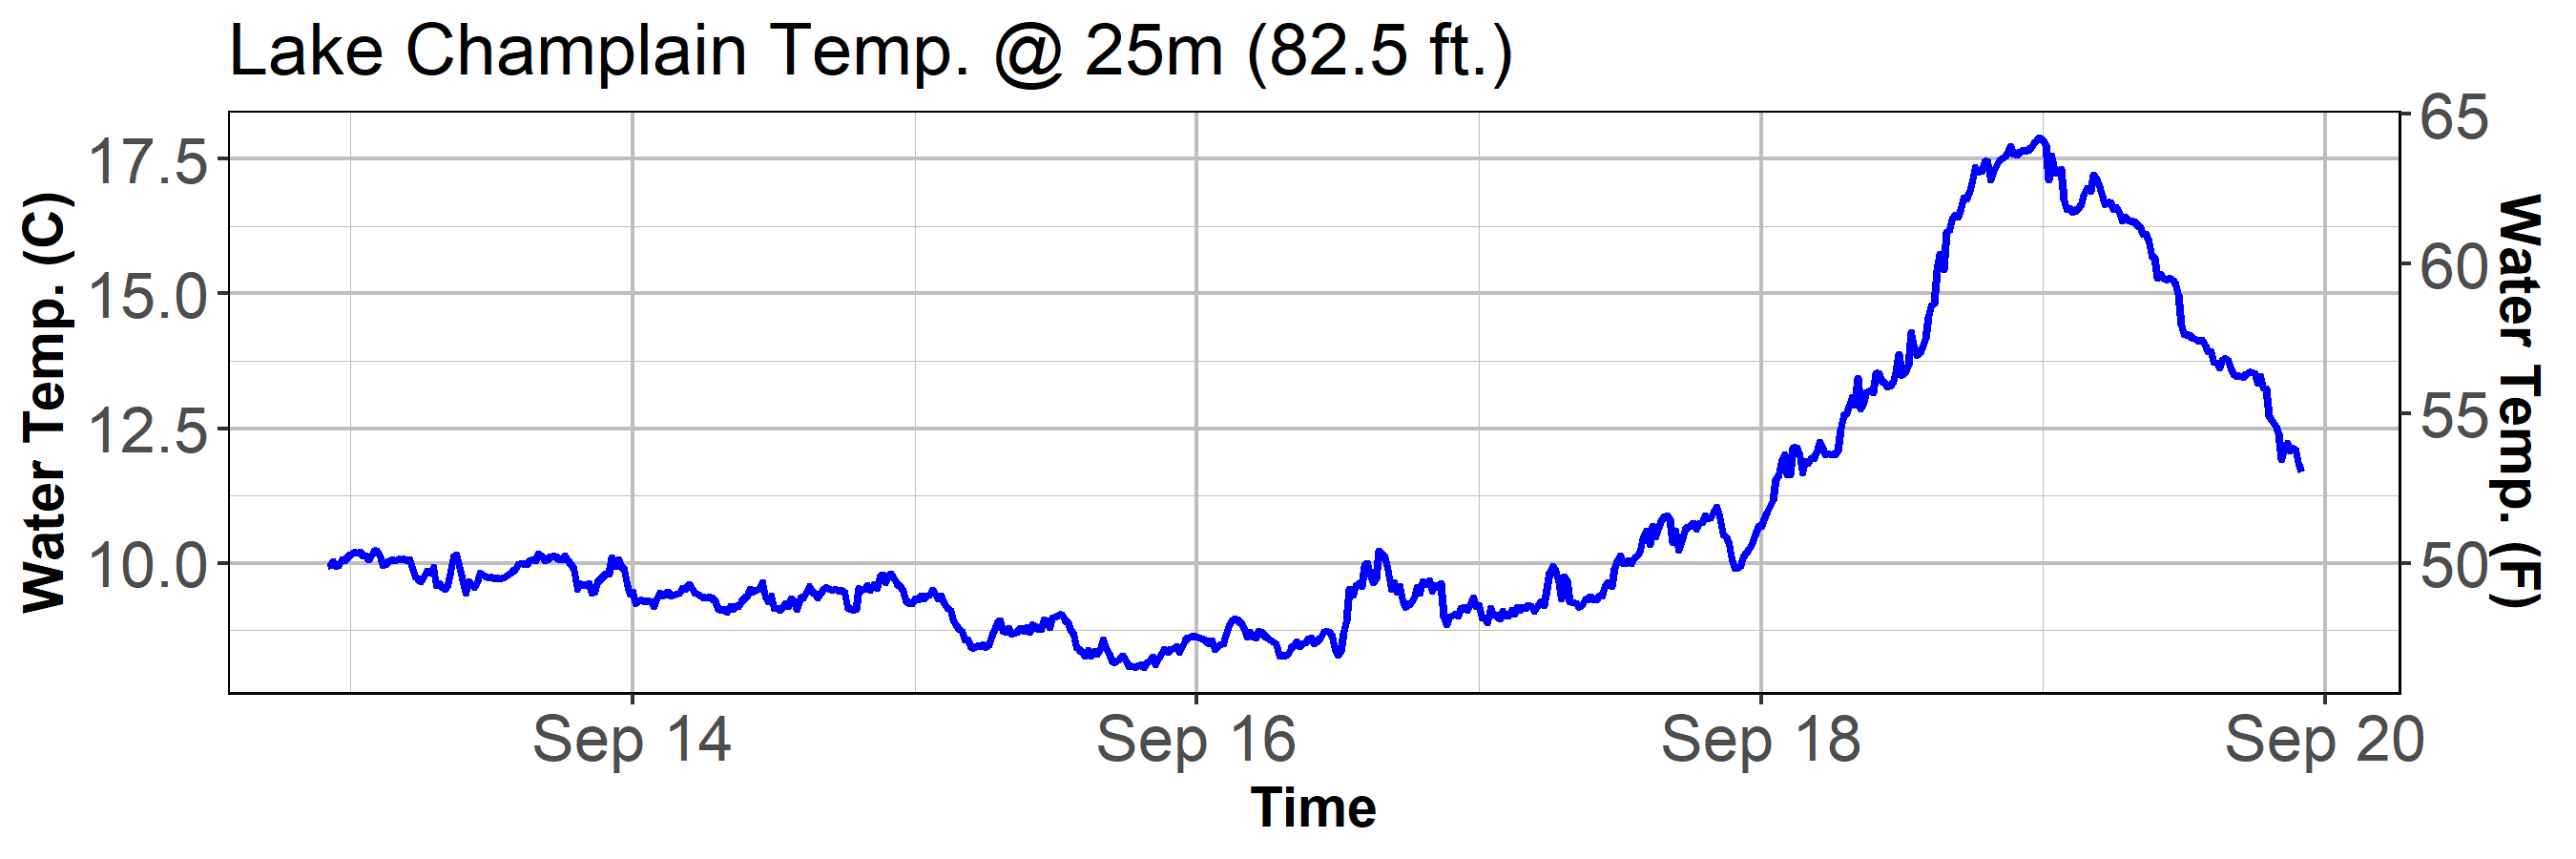 Lake Champlain Temp. @ 25m (82.5 ft.)
Water Temp. (C)
17.5
15.0
12.5
10.0
65
60
55
50
Water Temp. (F)
Sep 14
Sep 16
Sep 18
Sep 20
Time